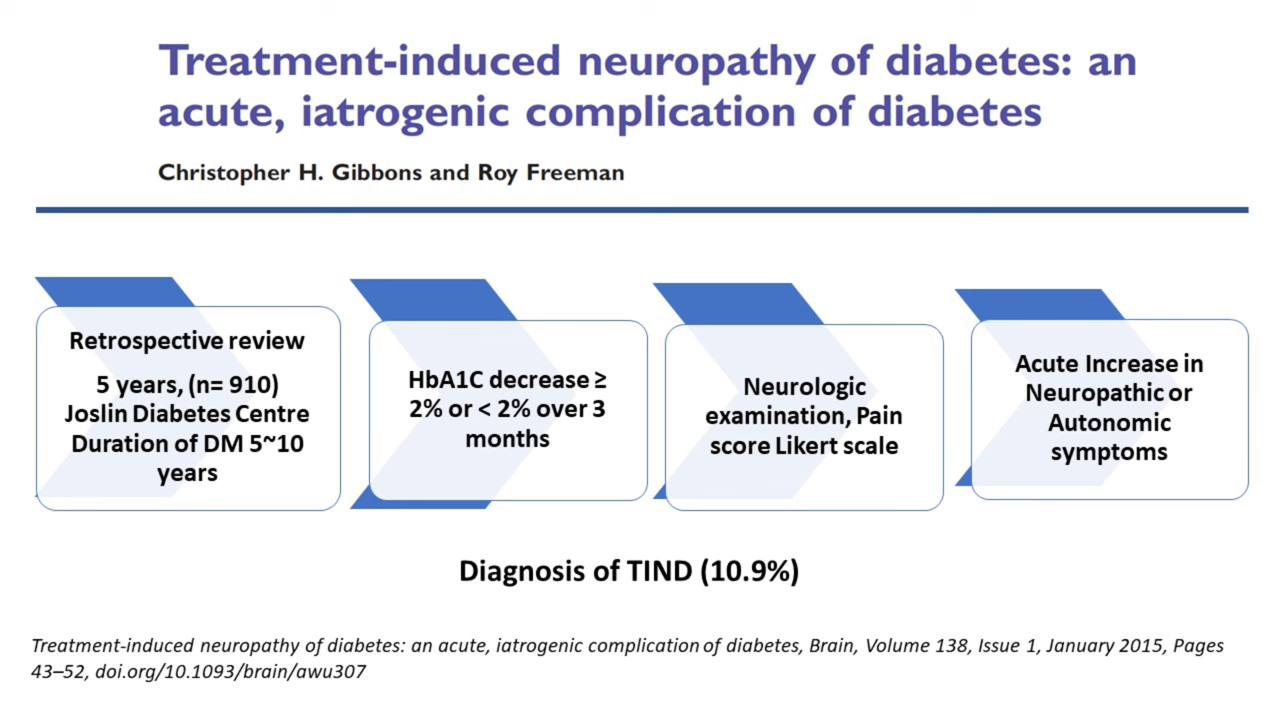 Treatment-induced neuropathy of diabetes: an
acute, iatrogenic complication of diabetes
Christopher H. Gibbons and Roy Freeman
Retrospective review
5 years, (n= 910)
Joslin Diabetes Centre
Duration of DM 5~10
years
HbA1C decrease ≥
2% or < 2% over 3
months
Neurologic
examination, Pain
score Likert scale
Acute Increase in
Neuropathic or
Autonomic
symptoms
Diagnosis of TIND (10.9%)
Treatment-induced neuropathy of diabetes: an acute, iatrogenic complication of diabetes, Brain, Volume 138, Issue 1, January 2015, Pages
43–52, doi.org/10.1093/brain/awu307